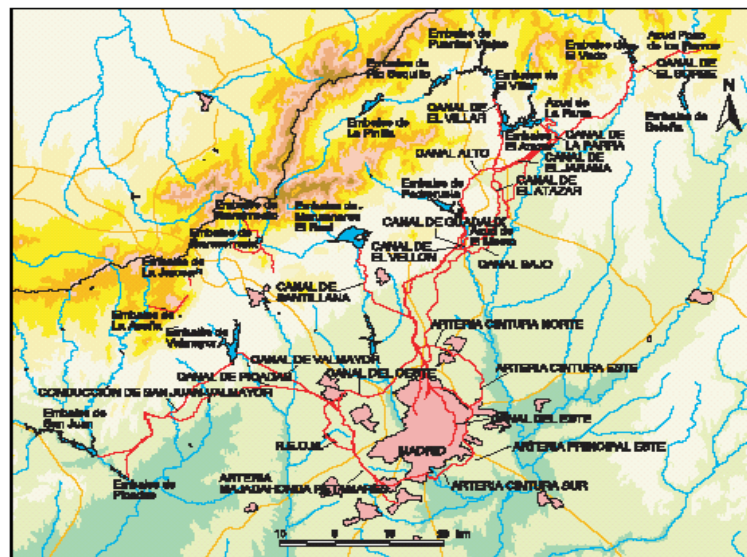 Embalse de
Puentes Viejas
Embalse de
El Vado
Azud Pozo
de los Ramos
CANAL DE
EL SORBE
Embalse de
Rio Sequillo
Embalse de
El Villar
CANAL DE
EL VILLAR
Azud de
La Parra
N
Embalse de
La Pinilla
Embalse
El Atazar
CANAL DE
LA PARRA
Embalse de
Beleña
CANAL ALTO
CANAL DE
EL JARAMA
CANAL DE
EL ATAZAR
Embalse de
Pedrezuela
Embalse de
Navacerrada
Embalse de
Manzanares
El Real
CANAL DE GUADALIX
Azud de
El Mesto
CANAL DE
EL VELLON
CANAL BAJO
Embalse de
La Jarosa
CANAL DE
SANTILLANA
Embalse de
La Aceña
Embalse de
Valmayor
ARTERIA CINTURA NORTE
CANAL DE VALMAYOR
CANAL DE PICADAS
CANAL DEL OESTE
ARTERIA CINTURA ESTE
CONDUCCIÓN DE SAN JUAN-VALMAYOR
Embalse de
San Juan
CANAL DEL ESTE
R.E.O.M.
MADRID
ARTERIA PRINCIPAL ESTE
Embalse de
Picadas
ARTERIA
MAJADAHONDA RETAMARES
ARTERIA CINTURA SUR
10
20 km